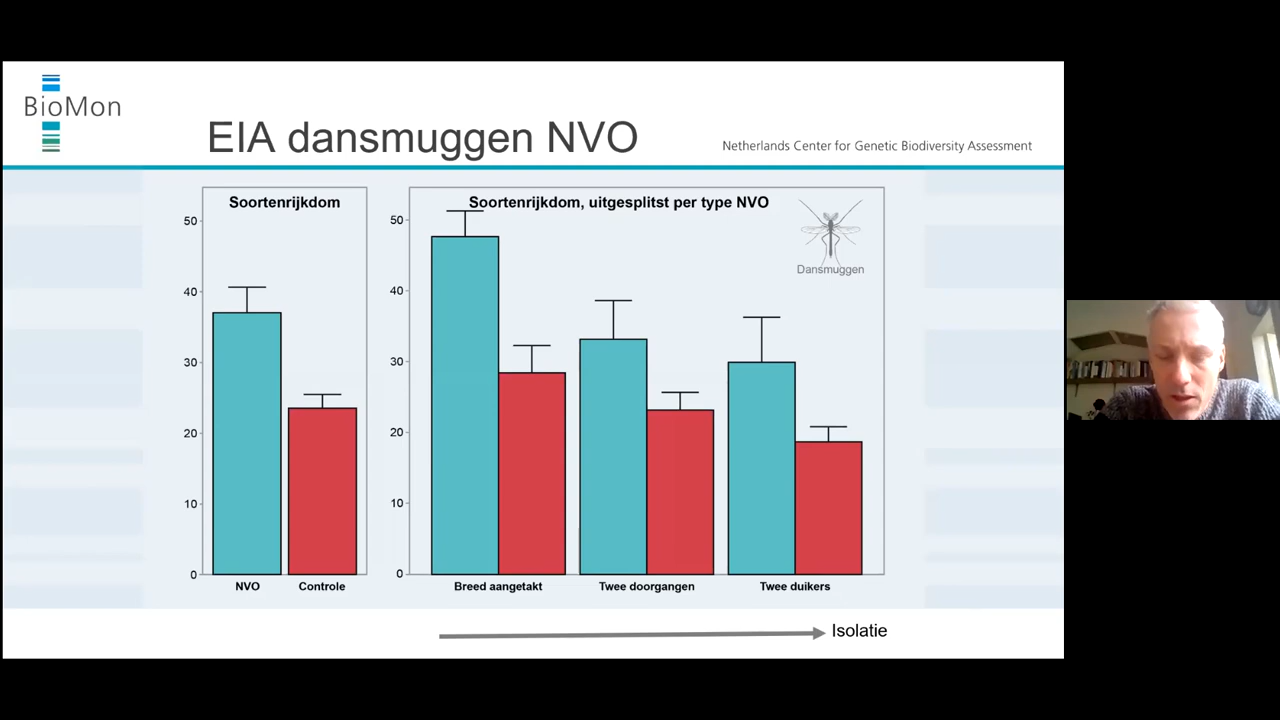 BioMon
EIA dansmuggen NVO
Netherlands Center for Genetic Biodiversity Assessment
Soortenrijkdom
50
40
30
20
10
0
NVO Controle
Soortenrijkdom, uitgesplitst per type NVO
Dansmuggen
50
40
30
20
10
0
Breed aangetakt Twee doorgangen Twee duikers
Isolatie